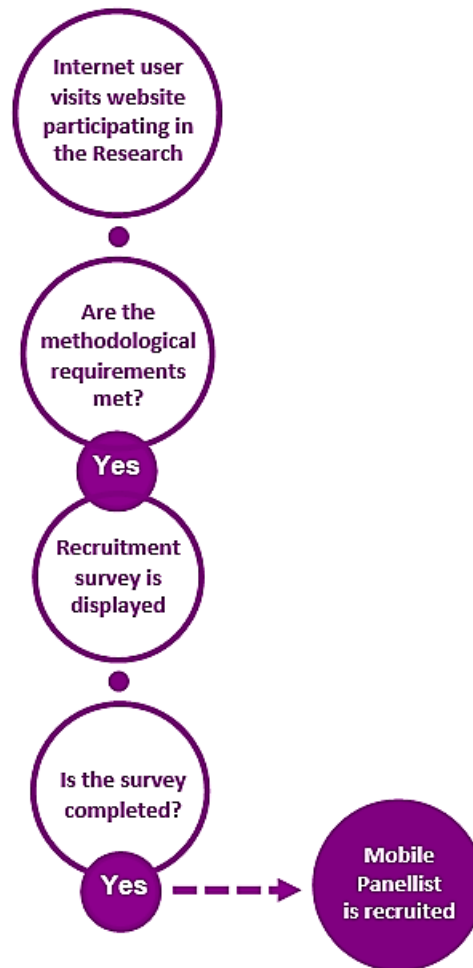 Internet user
visits website
participating in
the Research
Are the
methodological
requirements
met?
Yes
Recruitment
survey is
displayed
Is the survey
completed?
Yes
Mobile
Panellist
is recruited